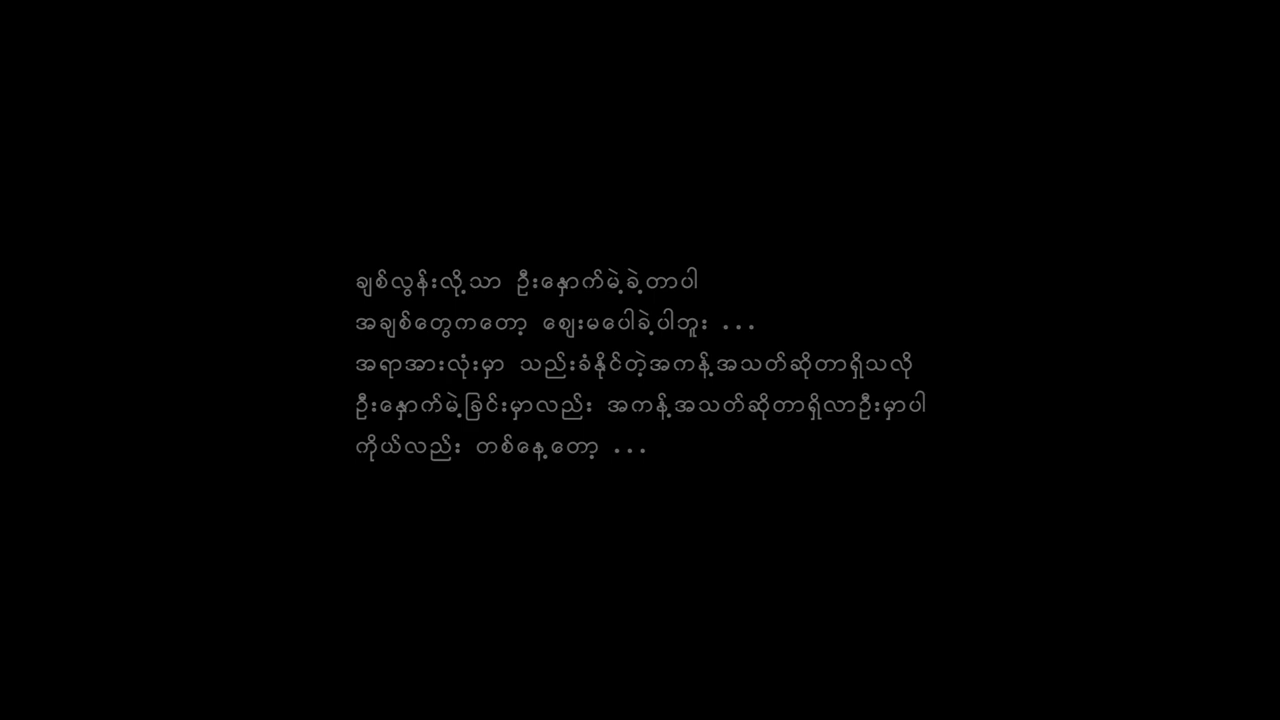 ချစ်လွန်းလို့သာ ဦးနှောက်မဲ့ခဲ့တာပါ
အချစ်တွေကတော့ ဈေးမပေါခဲ့ပါဘူး ...
အရာအားလုံးမှာ သည်းခံနိုင်တဲ့အကန့်အသတ်ဆိုတာရှိသလို
ဦးနှောက်မဲ့ခြင်းမှာလည်း အကန့်အသတ်ဆိုတာရှိလာဦးမှာပါ
ကိုယ်လည်း တစ်နေ့တော့ ...